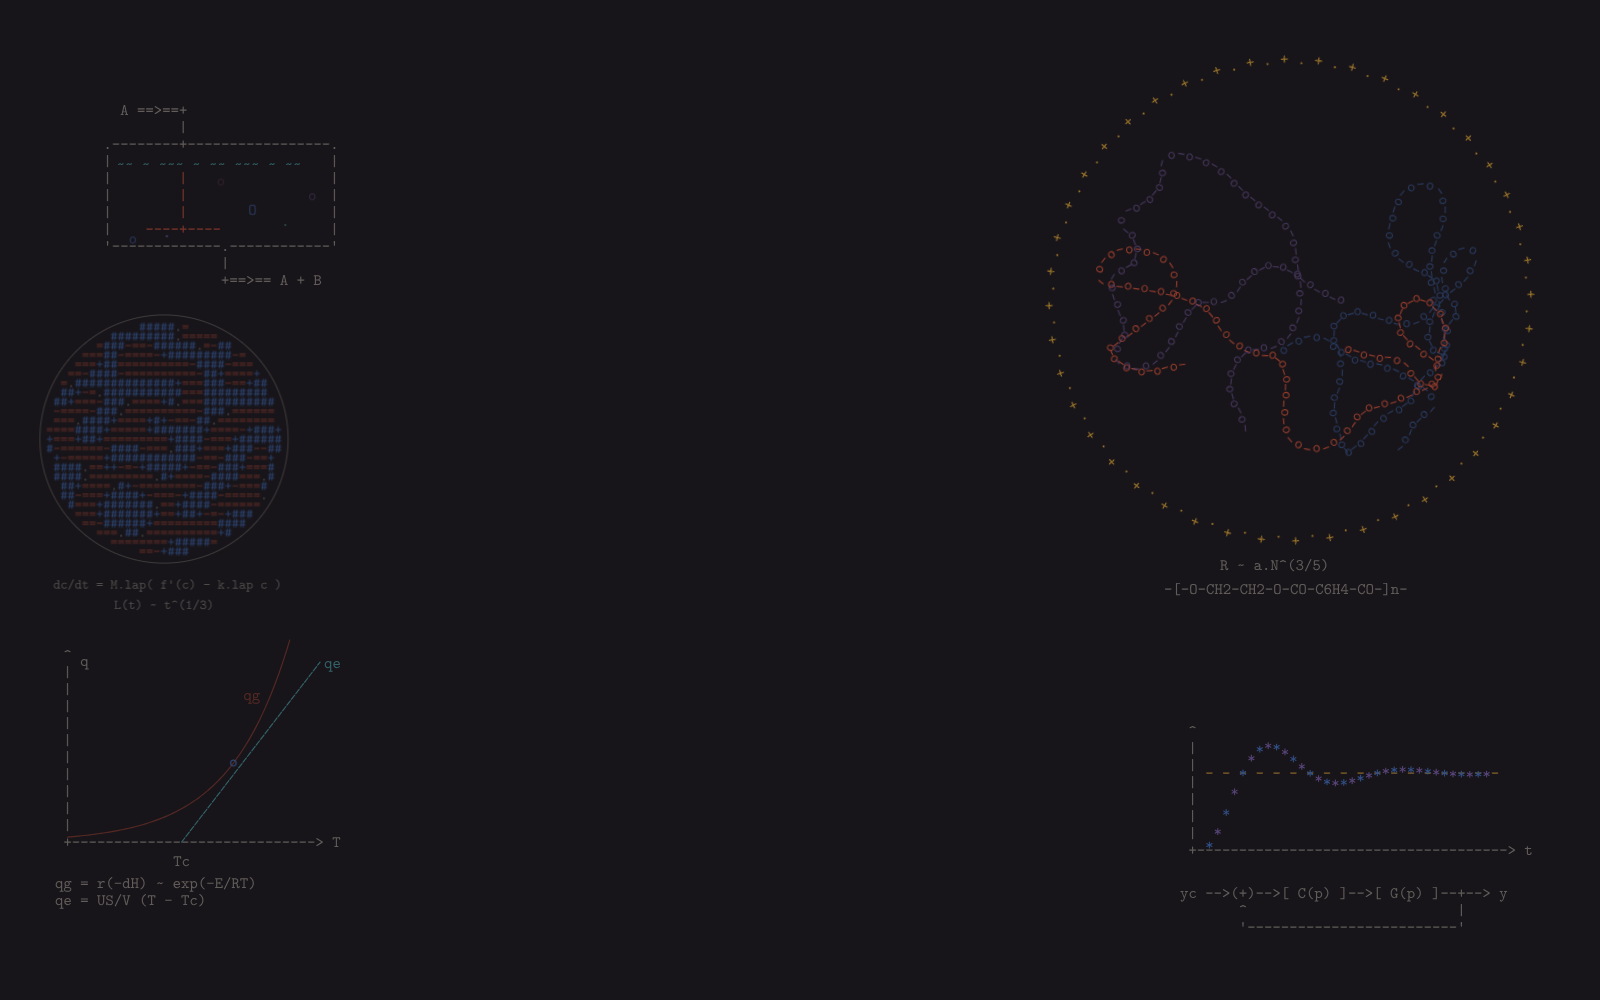 A ==>==+
+==>== A + B
dc/dt = M.lap( f'(c) - k.lap c )
L(t) ~ t^(1/3)
q
qe
qg
T
Tc
qg = r(-dH) ~ exp(-E/RT)
qe = US/V (T - Tc)
R ~ a.N^(3/5)
-[-O-CH2-CH2-O-CO-C6H4-CO-]n-
t
yc -->(+)-->[ C(p) ]-->[ G(p) ]--+--> y